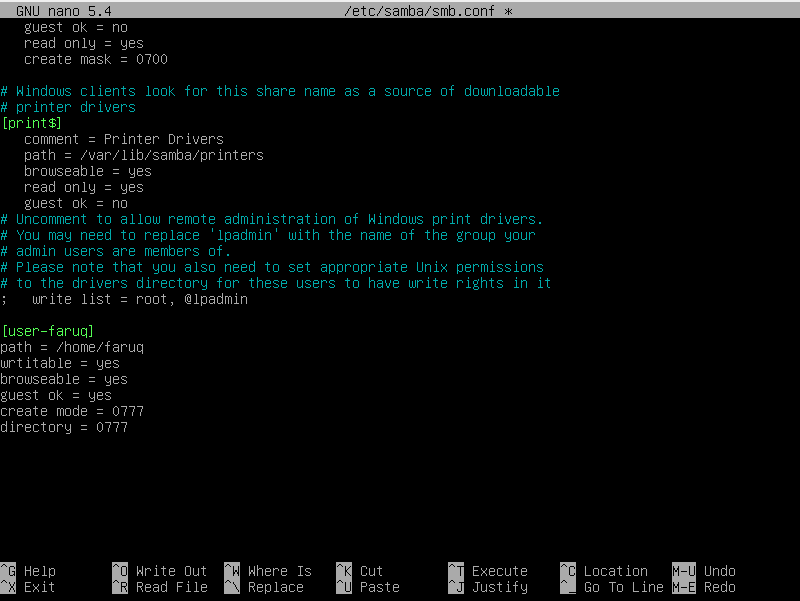 GNU nano 5.4 /etc/samba/smb.conf *
guest ok = no
read only = yes
create mask = 0700
# Windows clients look for this share name as a source of downloadable
# printer drivers
[print$]
comment = Printer Drivers
path = /var/lib/samba/printers
browseable = yes
read only = yes
guest ok = no
# Uncomment to allow remote administration of Windows print drivers.
# You may need to replace 'lpadmin' with the name of the group your
# admin users are members of.
# Please note that you also need to set appropriate Unix permissions
# to the drivers directory for these users to have write rights in it
; write list = root, @lpadmin
[user-faruq]
path = /home/faruq
wrtitable = yes
browseable = yes
guest ok = yes
create mode = 0777
directory = 0777
^G Help ^O Write Out ^W Where Is ^K Cut ^T Execute ^C Location M-U Undo
^X Exit ^R Read File ^\ Replace ^U Paste ^J Justify ^_ Go To Line M-E Redo